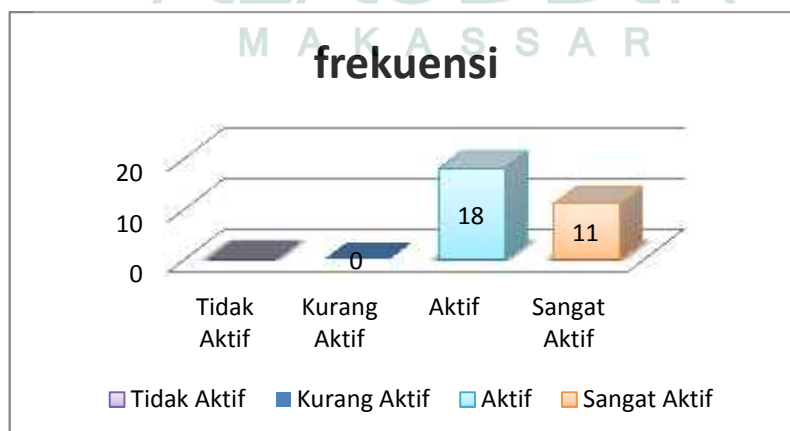 MAKASSAR
frekuensi
20
10
0
0
18
11
Tidak Aktif
Kurang Aktif
Aktif
Sangat Aktif
Tidak Aktif Kurang Aktif Aktif Sangat Aktif